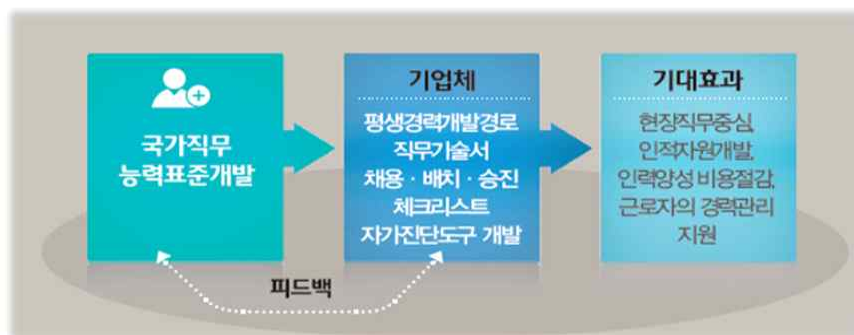 국가직무
능력표준개발
기업체
평생경력개발경로
직무기술서
채용 · 배치 · 승진
체크리스트
자가진단도구 개발
기대효과
현장직무중심,
인적자원개발,
인력양성 비용절감,
근로자의 경력관리
지원
피드백